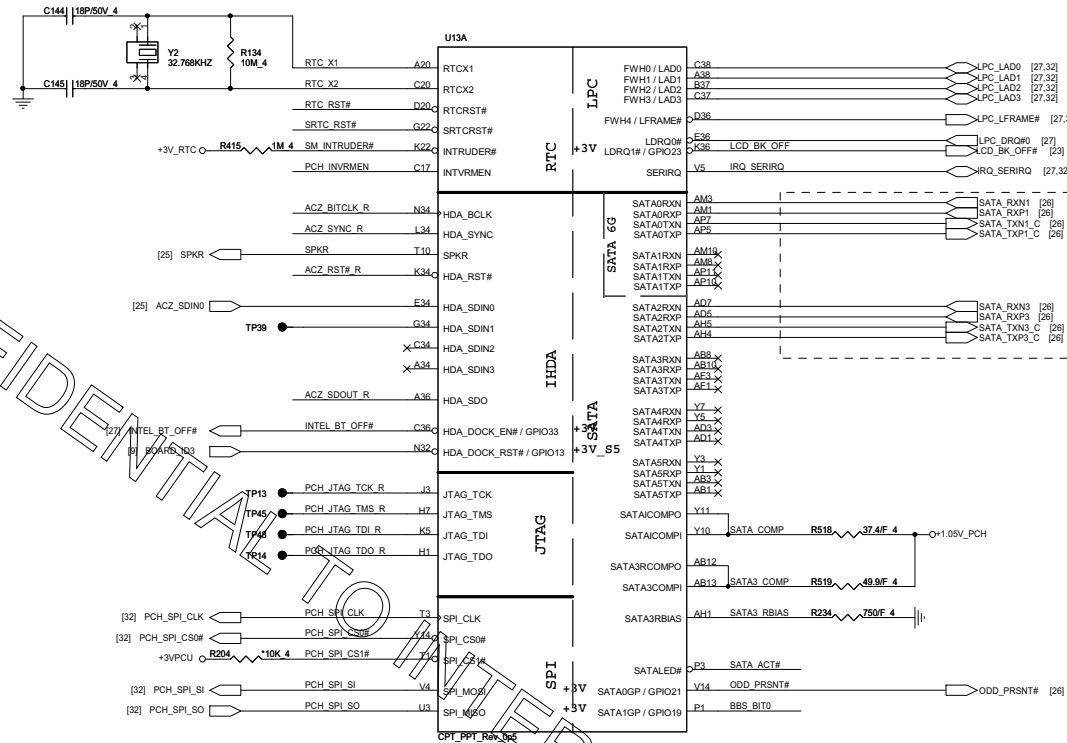 C144 18P/50V_4
U13A
Y2
32.768KHZ
R134
10M_4
C145 18P/50V_4
RTC_X1 A20 RTCX1
RTC_X2 C20 RTCX2
RTC_RST# D20 RTCRST#
SRTC_RST# G22 SRTCRST#
+3V_RTC R415 1M_4 SM_INTRUDER# K22 INTRUDER#
PCH_INVRMEN C17 INTVRMEN
RTC
LPC
+3V
FWH0 / LAD0 C38 LPC_LAD0 [27,32]
FWH1 / LAD1 A38 LPC_LAD1 [27,32]
FWH2 / LAD2 B37 LPC_LAD2 [27,32]
FWH3 / LAD3 C37 LPC_LAD3 [27,32]
FWH4 / LFRAME# D36 LPC_LFRAME# [27,3
LDRQ0# E36 LPC_DRQ#0 [27]
LDRQ1# / GPIO23 K36 LCD_BK_OFF LCD_BK_OFF# [23]
SERIRQ V5 IRQ_SERIRQ IRQ_SERIRQ [27,32
ACZ_BITCLK_R N34 HDA_BCLK
ACZ_SYNC_R L34 HDA_SYNC
[25] SPKR SPKR T10 SPKR
ACZ_RST#_R K34 HDA_RST#
[25] ACZ_SDIN0 E34 HDA_SDIN0
TP39 G34 HDA_SDIN1
C34 HDA_SDIN2
A34 HDA_SDIN3
ACZ_SDOUT_R A36 HDA_SDO
[27] INTEL_BT_OFF# INTEL_BT_OFF# C36 HDA_DOCK_EN# / GPIO33 +3V
[9] BOARD_ID3 N32 HDA_DOCK_RST# / GPIO13 +3V_S5
IHDA
SATA
SATA 6G
SATA0RXN AM3 SATA_RXN1 [26]
SATA0RXP AM1 SATA_RXP1 [26]
SATA0TXN AP7 SATA_TXN1_C [26]
SATA0TXP AP5 SATA_TXP1_C [26]
SATA1RXN AM10
SATA1RXP AM8
SATA1TXN AP11
SATA1TXP AP10
SATA2RXN AD7 SATA_RXN3 [26]
SATA2RXP AD5 SATA_RXP3 [26]
SATA2TXN AH5 SATA_TXN3_C [26]
SATA2TXP AH4 SATA_TXP3_C [26]
SATA3RXN AB8
SATA3RXP AB10
SATA3TXN AF3
SATA3TXP AF1
SATA4RXN Y7
SATA4RXP Y5
SATA4TXN AD3
SATA4TXP AD1
SATA5RXN Y3
SATA5RXP Y1
SATA5TXN AB3
SATA5TXP AB1
SATAICOMPO Y11
SATAICOMPI Y10 SATA_COMP R518 37.4/F_4 +1.05V_PCH
SATA3RCOMPO AB12
SATA3COMPI AB13 SATA3_COMP R519 49.9/F_4
SATA3RBIAS AH1 SATA3_RBIAS R234 750/F_4
TP13 PCH_JTAG_TCK_R J3 JTAG_TCK
TP45 PCH_JTAG_TMS_R H7 JTAG_TMS
TP48 PCH_JTAG_TDI_R K5 JTAG_TDI
TP14 PCH_JTAG_TDO_R H1 JTAG_TDO
JTAG
[32] PCH_SPI_CLK PCH_SPI_CLK T3 SPI_CLK
[32] PCH_SPI_CS0# PCH_SPI_CS0# Y14 SPI_CS0#
+3VPCU R204 *10K_4 PCH_SPI_CS1# T1 SPI_CS1#
[32] PCH_SPI_SI PCH_SPI_SI V4 SPI_MOSI
[32] PCH_SPI_SO PCH_SPI_SO U3 SPI_MISO
SPI
SATALED# P3 SATA_ACT#
+3V SATA0GP / GPIO21 V14 ODD_PRSNT# ODD_PRSNT# [26]
+3V SATA1GP / GPIO19 P1 BBS_BIT0
CPT_PPT_Rev_0p5
FIDENTIAL TO INTER